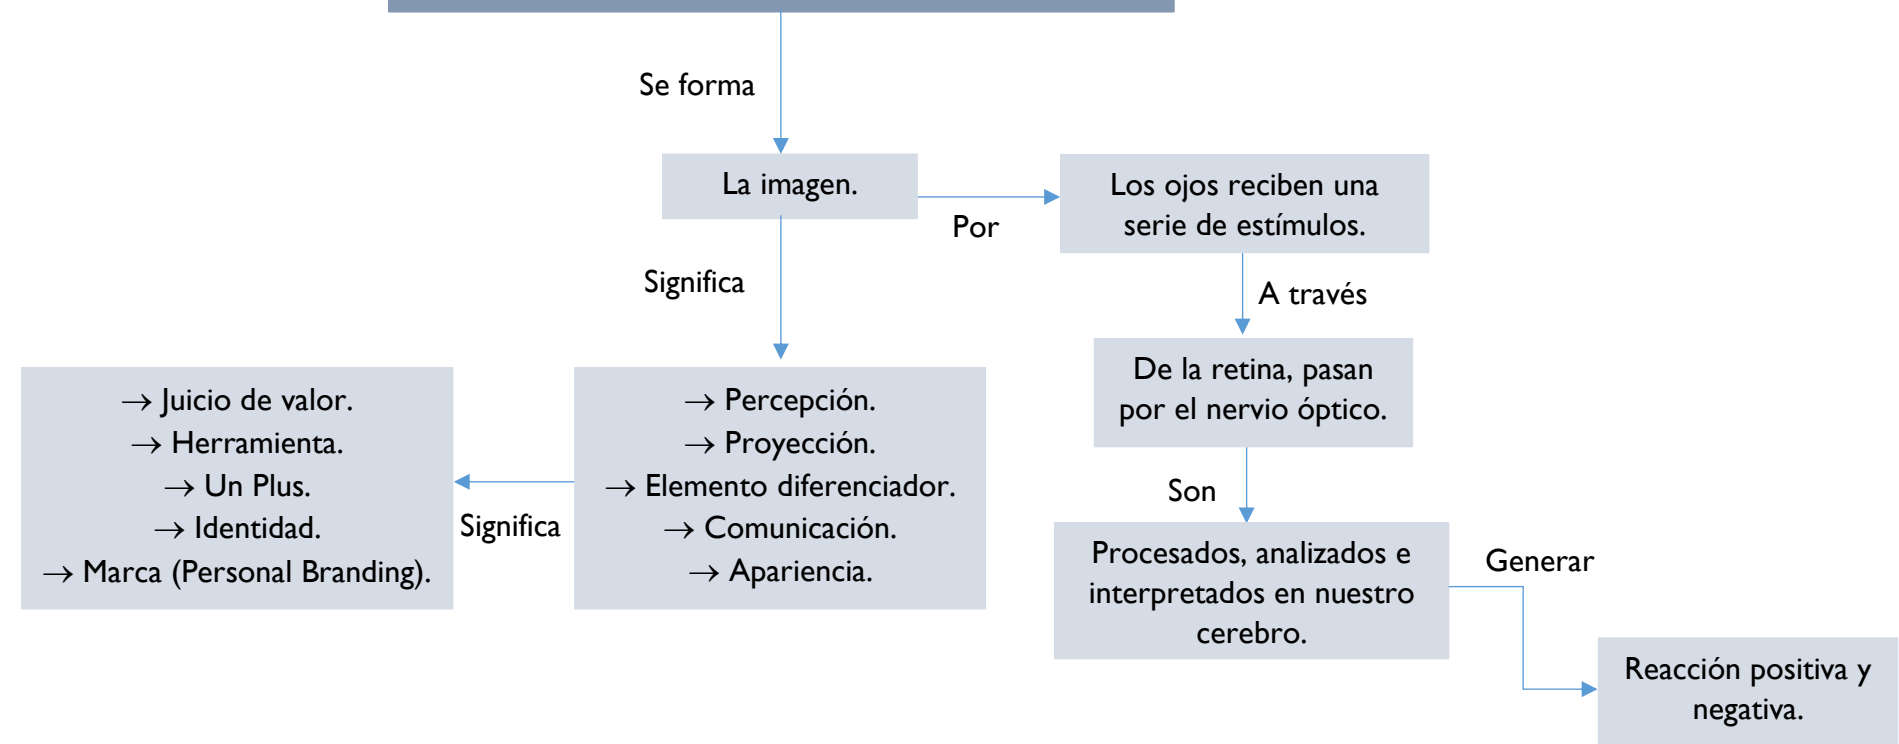 Se forma
La imagen.
Por
Los ojos reciben una
serie de estímulos.
Significa
A través
De la retina, pasan
por el nervio óptico.
→ Juicio de valor.
→ Herramienta.
→ Un Plus.
→ Identidad.
→ Marca (Personal Branding).
Significa
→ Percepción.
→ Proyección.
→ Elemento diferenciador.
→ Comunicación.
→ Apariencia.
Son
Procesados, analizados e
interpretados en nuestro
cerebro.
Generar
Reacción positiva y
negativa.